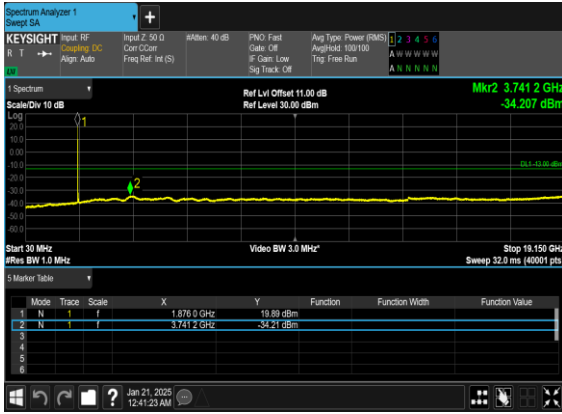 Spectrum Analyzer 1
Swept SA
+
KEYSIGHT Input: RF Input Z: 50 Ω #Atten: 40 dB PNO: Fast Avg Type: Power (RMS) 1 2 3 4 5 6
R T Coupling: DC Corr CCorr Gate: Off Avg|Hold: 100/100 A W W W W W
Align: Auto Freq Ref: Int (S) IF Gain: Low Trig: Free Run
Sig Track: Off A N N N N N
1 Spectrum Ref Lvl Offset 11.00 dB Mkr2 3.741 2 GHz
Scale/Div 10 dB Ref Level 30.00 dBm -34.207 dBm
Log
20.0 1
10.0
0.00
-10.0 DL1 -13.00 dBm
-20.0
-30.0 2
-40.0
-50.0
-60.0
Start 30 MHz Video BW 3.0 MHz* Stop 19.150 GHz
#Res BW 1.0 MHz Sweep 32.0 ms (40001 pts)
5 Marker Table
Mode Trace Scale X Y Function Function Width Function Value
1 N 1 f 1.876 0 GHz 19.89 dBm
2 N 1 f 3.741 2 GHz -34.21 dBm
3
4
5
6
? Jan 21, 2025
12:41:23 AM